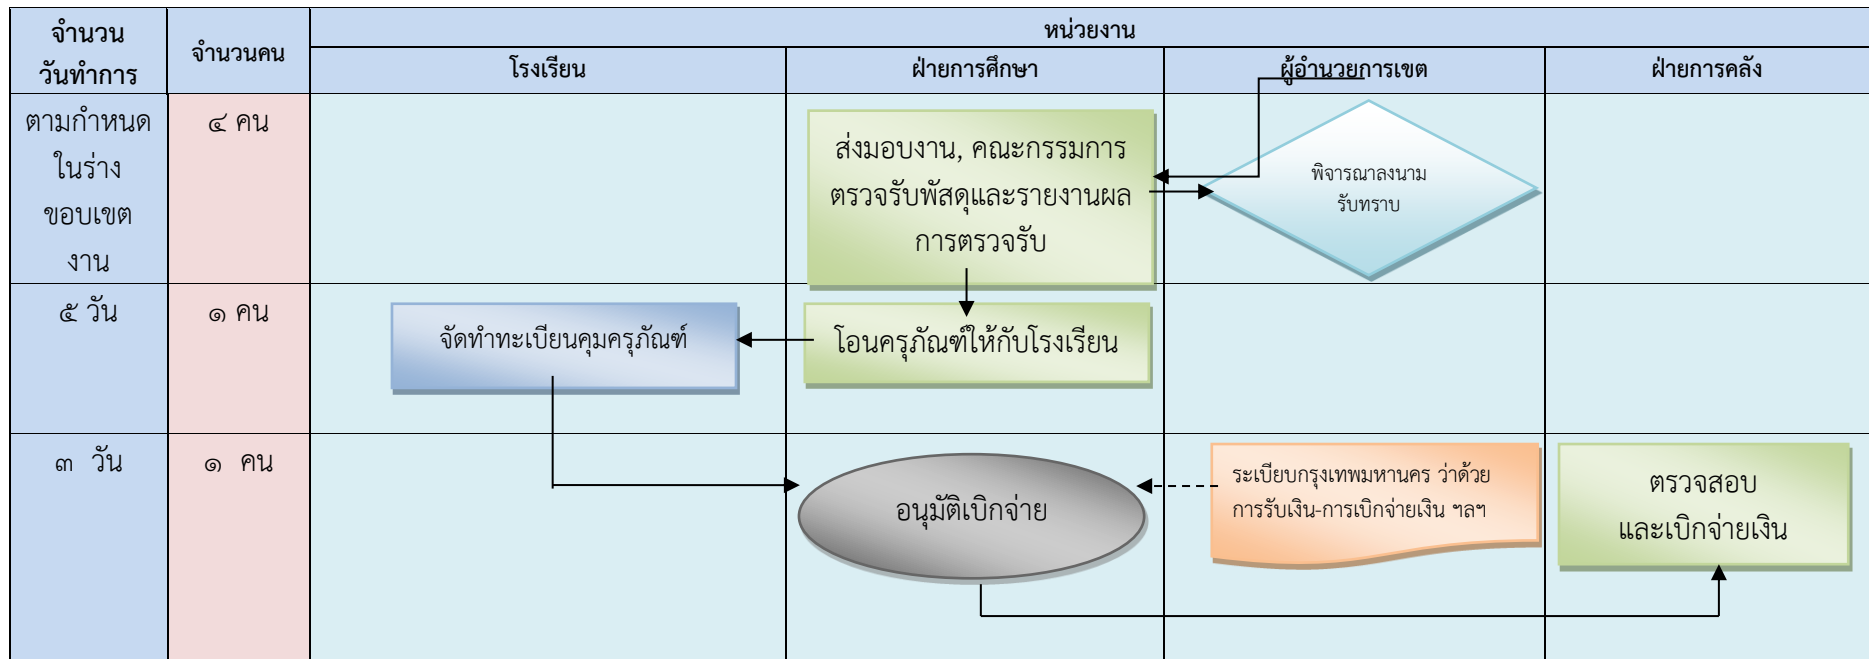 จำนวน
วันทำการ
จำนวนคน
หน่วยงาน
โรงเรียน
ฝ่ายการศึกษา
ผู้อำนวยการเขต
ฝ่ายการคลัง
ตามกำหนด
ในร่าง
ขอบเขต
งาน
๔ คน
ส่งมอบงาน, คณะกรรมการ
ตรวจรับพัสดุและรายงานผล
การตรวจรับ
พิจารณาลงนาม
รับทราบ
๕ วัน
๑ คน
จัดทำทะเบียนคุมครุภัณฑ์
โอนครุภัณฑ์ให้กับโรงเรียน
๓ วัน
๑ คน
อนุมัติเบิกจ่าย
ระเบียบกรุงเทพมหานคร ว่าด้วย
การรับเงิน-การเบิกจ่ายเงิน ฯลฯ
ตรวจสอบ
และเบิกจ่ายเงิน